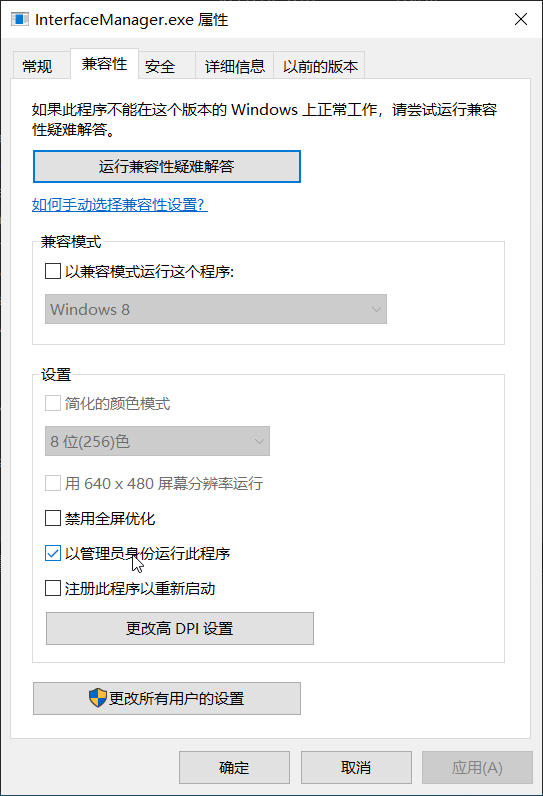 InterfaceManager.exe 属性
常规 兼容性 安全 详细信息 以前的版本
如果此程序不能在这个版本的 Windows 上正常工作，请尝试运行兼容
性疑难解答。
运行兼容性疑难解答
如何手动选择兼容性设置?
兼容模式
以兼容模式运行这个程序:
Windows 8
设置
简化的颜色模式
8 位(256)色
用 640 x 480 屏幕分辨率运行
禁用全屏优化
以管理员身份运行此程序
注册此程序以重新启动
更改高 DPI 设置
更改所有用户的设置
确定 取消 应用(A)